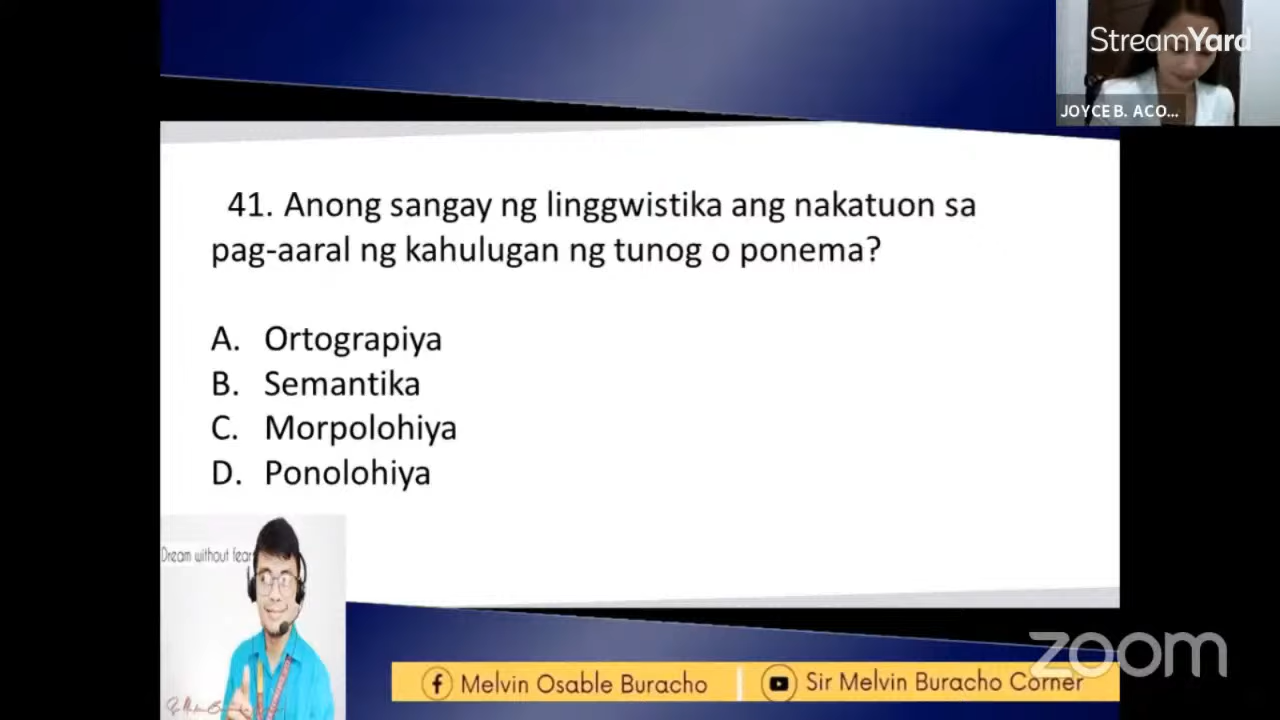 StreamYard
JOYCE B. ACO...
41. Anong sangay ng linggwistika ang nakatuon sa
pag-aaral ng kahulugan ng tunog o ponema?
A. Ortograpiya
B. Semantika
C. Morpolohiya
D. Ponolohiya
Dream without fear
zoom
Melvin Osable Buracho
Sir Melvin Buracho Corner